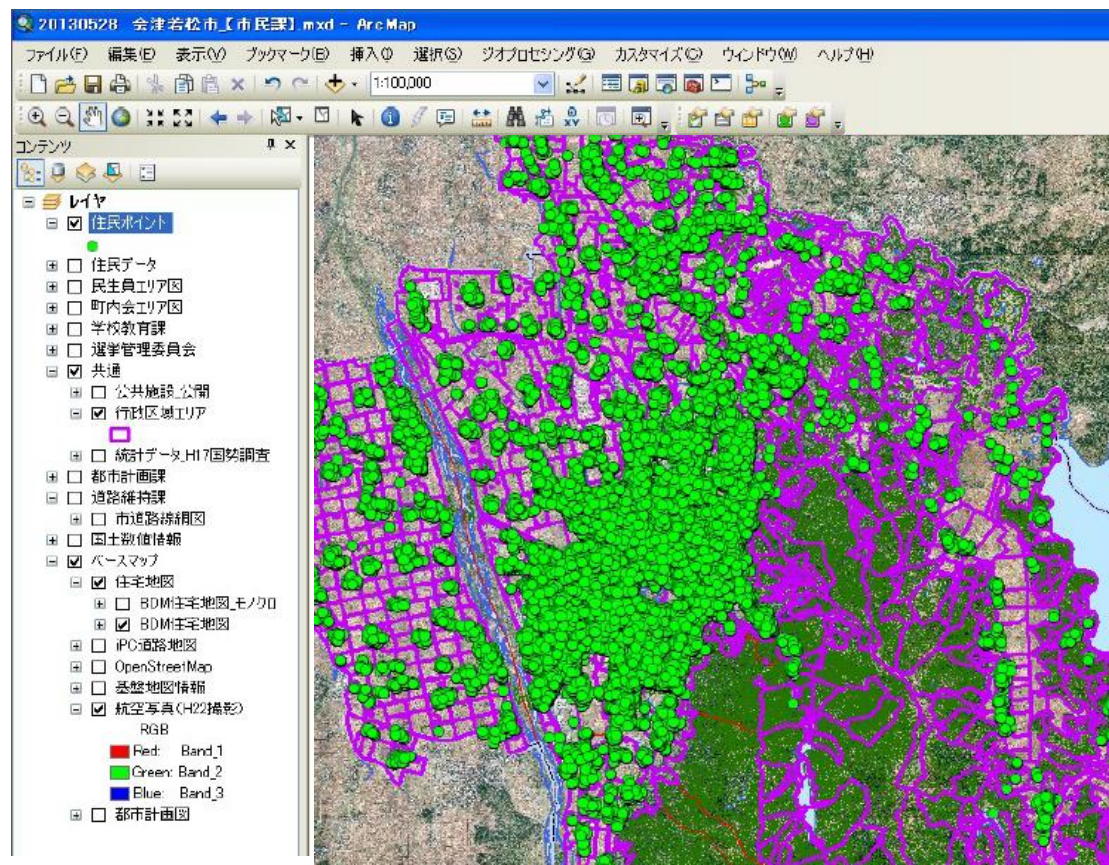 20130528　会津若松市_【市民課】.mxd - ArcMap
ファイル(F)　編集(E)　表示(V)　ブックマーク(B)　挿入(I)　選択(S)　ジオプロセシング(G)　カスタマイズ(C)　ウィンドウ(W)　ヘルプ(H)
1:100,000
コンテンツ
レイヤ
住民ポイント
住民データ
民生員エリア図
町内会エリア図
学校教育課
選挙管理委員会
共通
公共施設_公開
行政区域エリア
統計データ_H17国勢調査
都市計画課
道路維持課
市道路線網図
国土数値情報
ベースマップ
住宅地図
BDM住宅地図_モノクロ
BDM住宅地図
iPC道路地図
OpenStreetMap
基盤地図情報
航空写真(H22撮影)
RGB
Red: Band_1
Green: Band_2
Blue: Band_3
都市計画図